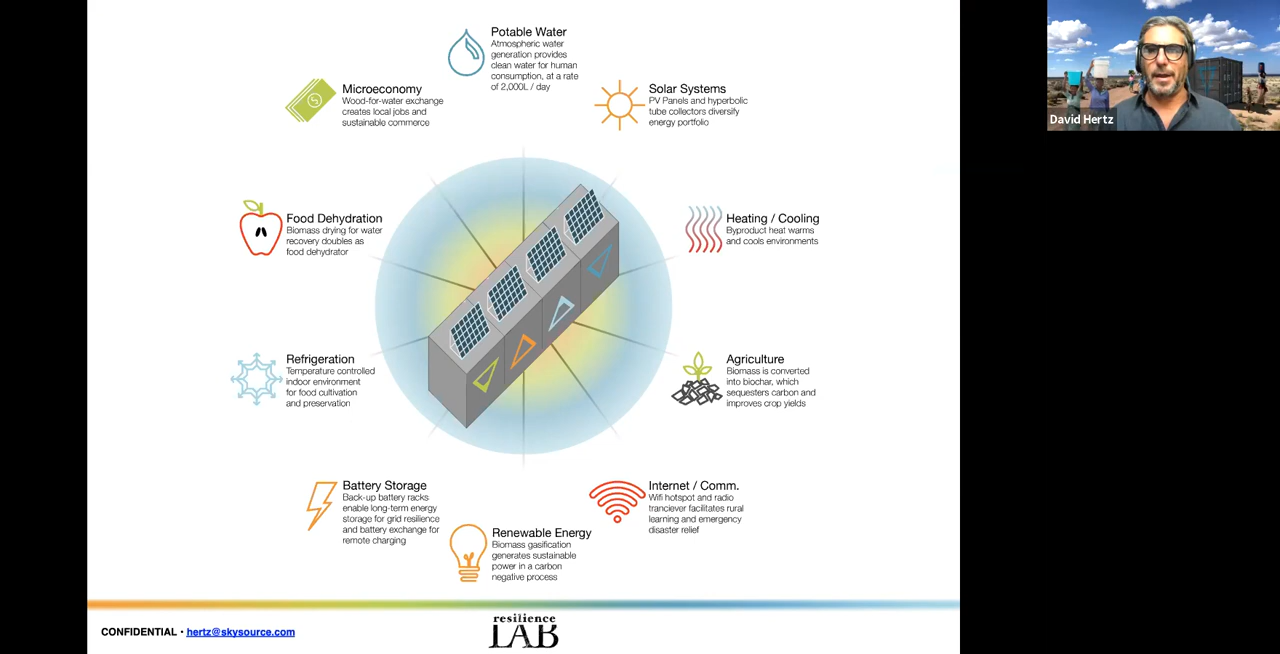 Potable Water
Atmospheric water
generation provides
clean water for human
consumption, at a rate
of 2,000L / day
Microeconomy
Wood-for-water exchange
creates local jobs and
sustainable commerce
Solar Systems
PV Panels and hyperbolic
tube collectors diversify
energy portfolio
Food Dehydration
Biomass drying for water
recovery doubles as
food dehydrator
Heating / Cooling
Byproduct heat warms
and cools environments
Refrigeration
Temperature controlled
indoor environment
for food cultivation
and preservation
Agriculture
Biomass is converted
into biochar, which
sequesters carbon and
improves crop yields
Battery Storage
Back-up battery racks
enable long-term energy
storage for grid resilience
and battery exchange for
remote charging
Internet / Comm.
Wifi hotspot and radio
tranciever facilitates rural
learning and emergency
disaster relief
Renewable Energy
Biomass gasification
generates sustainable
power in a carbon
negative process
CONFIDENTIAL · hertz@skysource.com
resilience
LAB
David Hertz